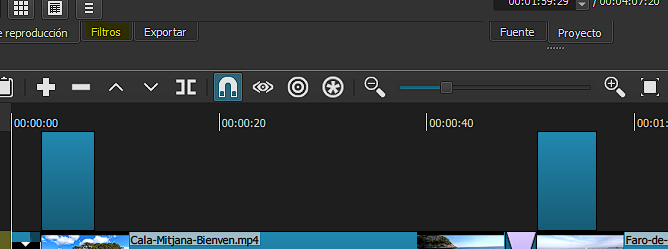 00:01:59:29 / 00:04:07:20
e reproducción Filtros Exportar Fuente Proyecto
00:00:00 00:00:20 00:00:40 00:01:
Cala-Mitjana-Bienven.mp4 Faro-de